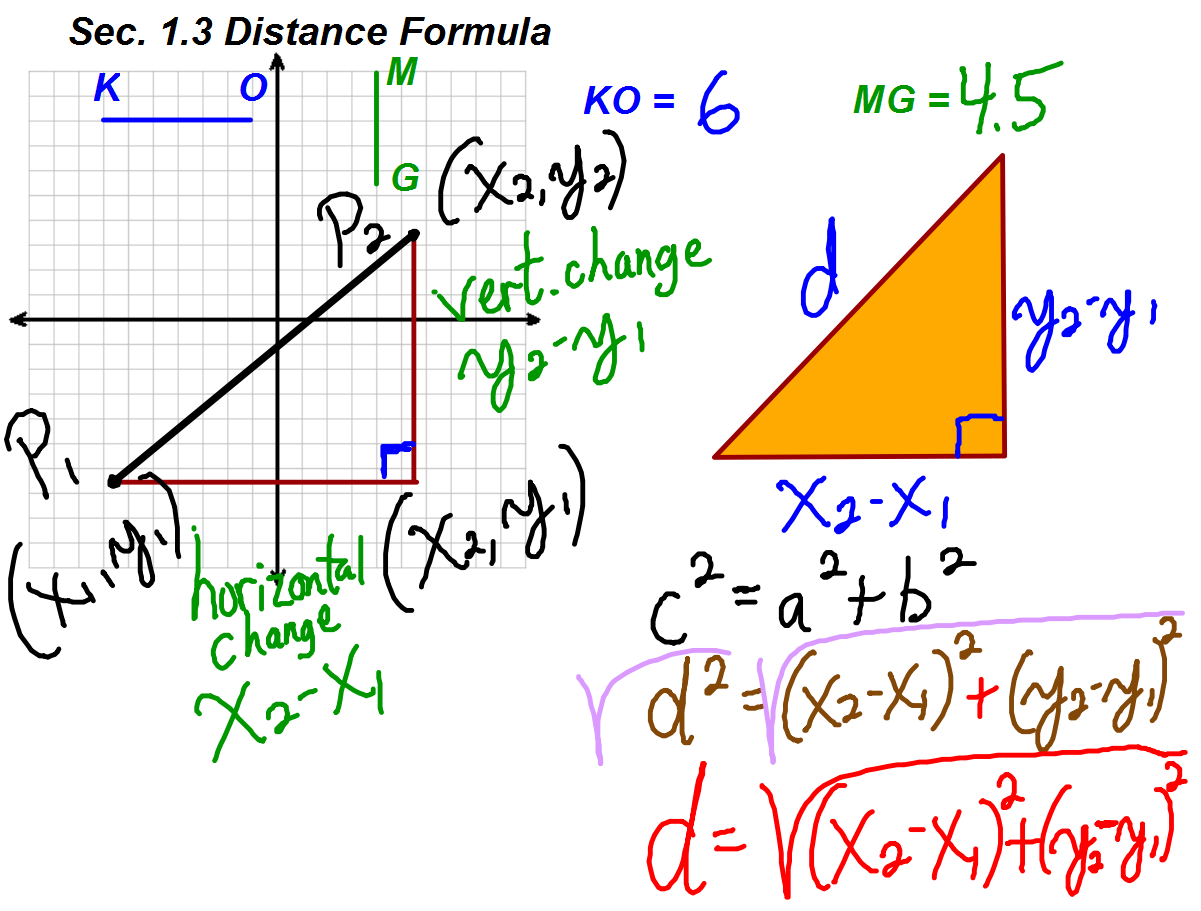 Sec. 1.3 Distance Formula
K O M
G
KO = 6
MG = 4.5
P₂ (x₂, y₂)
vert. change
y₂-y₁
P₁
(x₁, y₁)
(x₂, y₁)
horizontal
change
x₂-x₁
d
y₂-y₁
x₂-x₁
c² = a² + b²
√d² = √(x₂-x₁)² + (y₂-y₁)²
d = √(x₂-x₁)² + (y₂-y₁)²